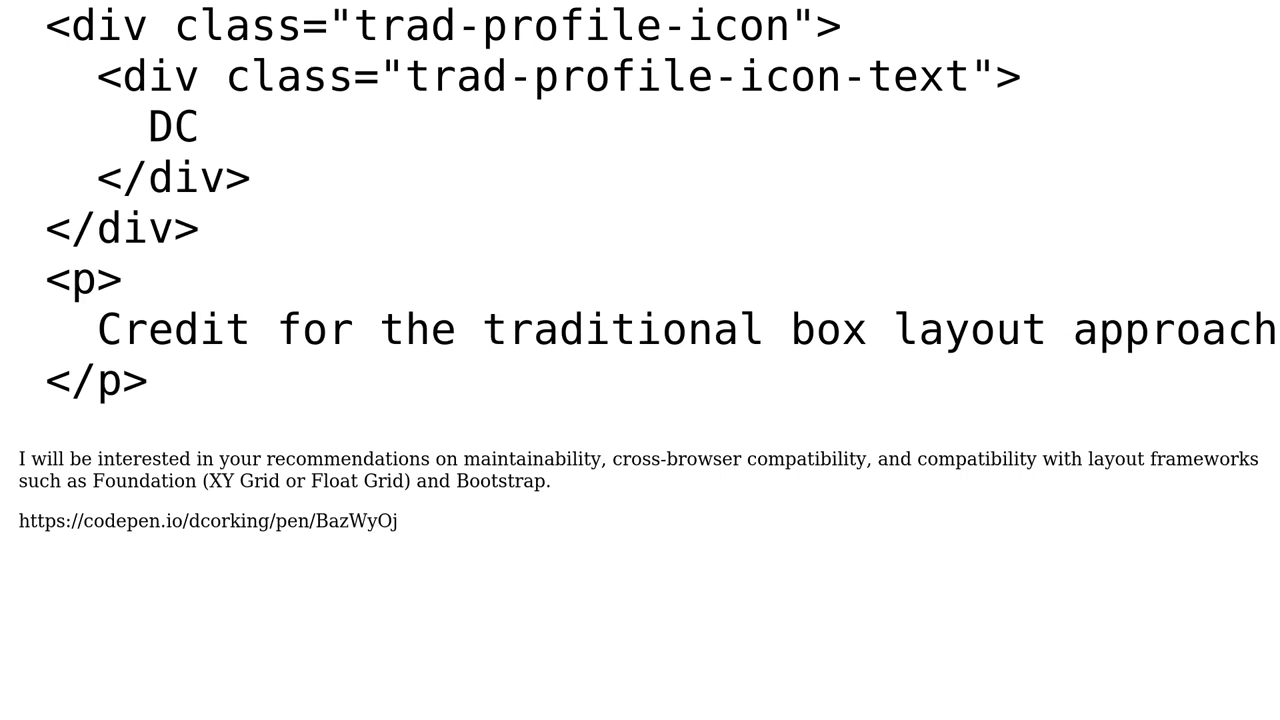 <div class="trad-profile-icon">
<div class="trad-profile-icon-text">
DC
</div>
</div>
<p>
Credit for the traditional box layout approach
</p>
I will be interested in your recommendations on maintainability, cross-browser compatibility, and compatibility with layout frameworks
such as Foundation (XY Grid or Float Grid) and Bootstrap.
https://codepen.io/dcorking/pen/BazWyOj